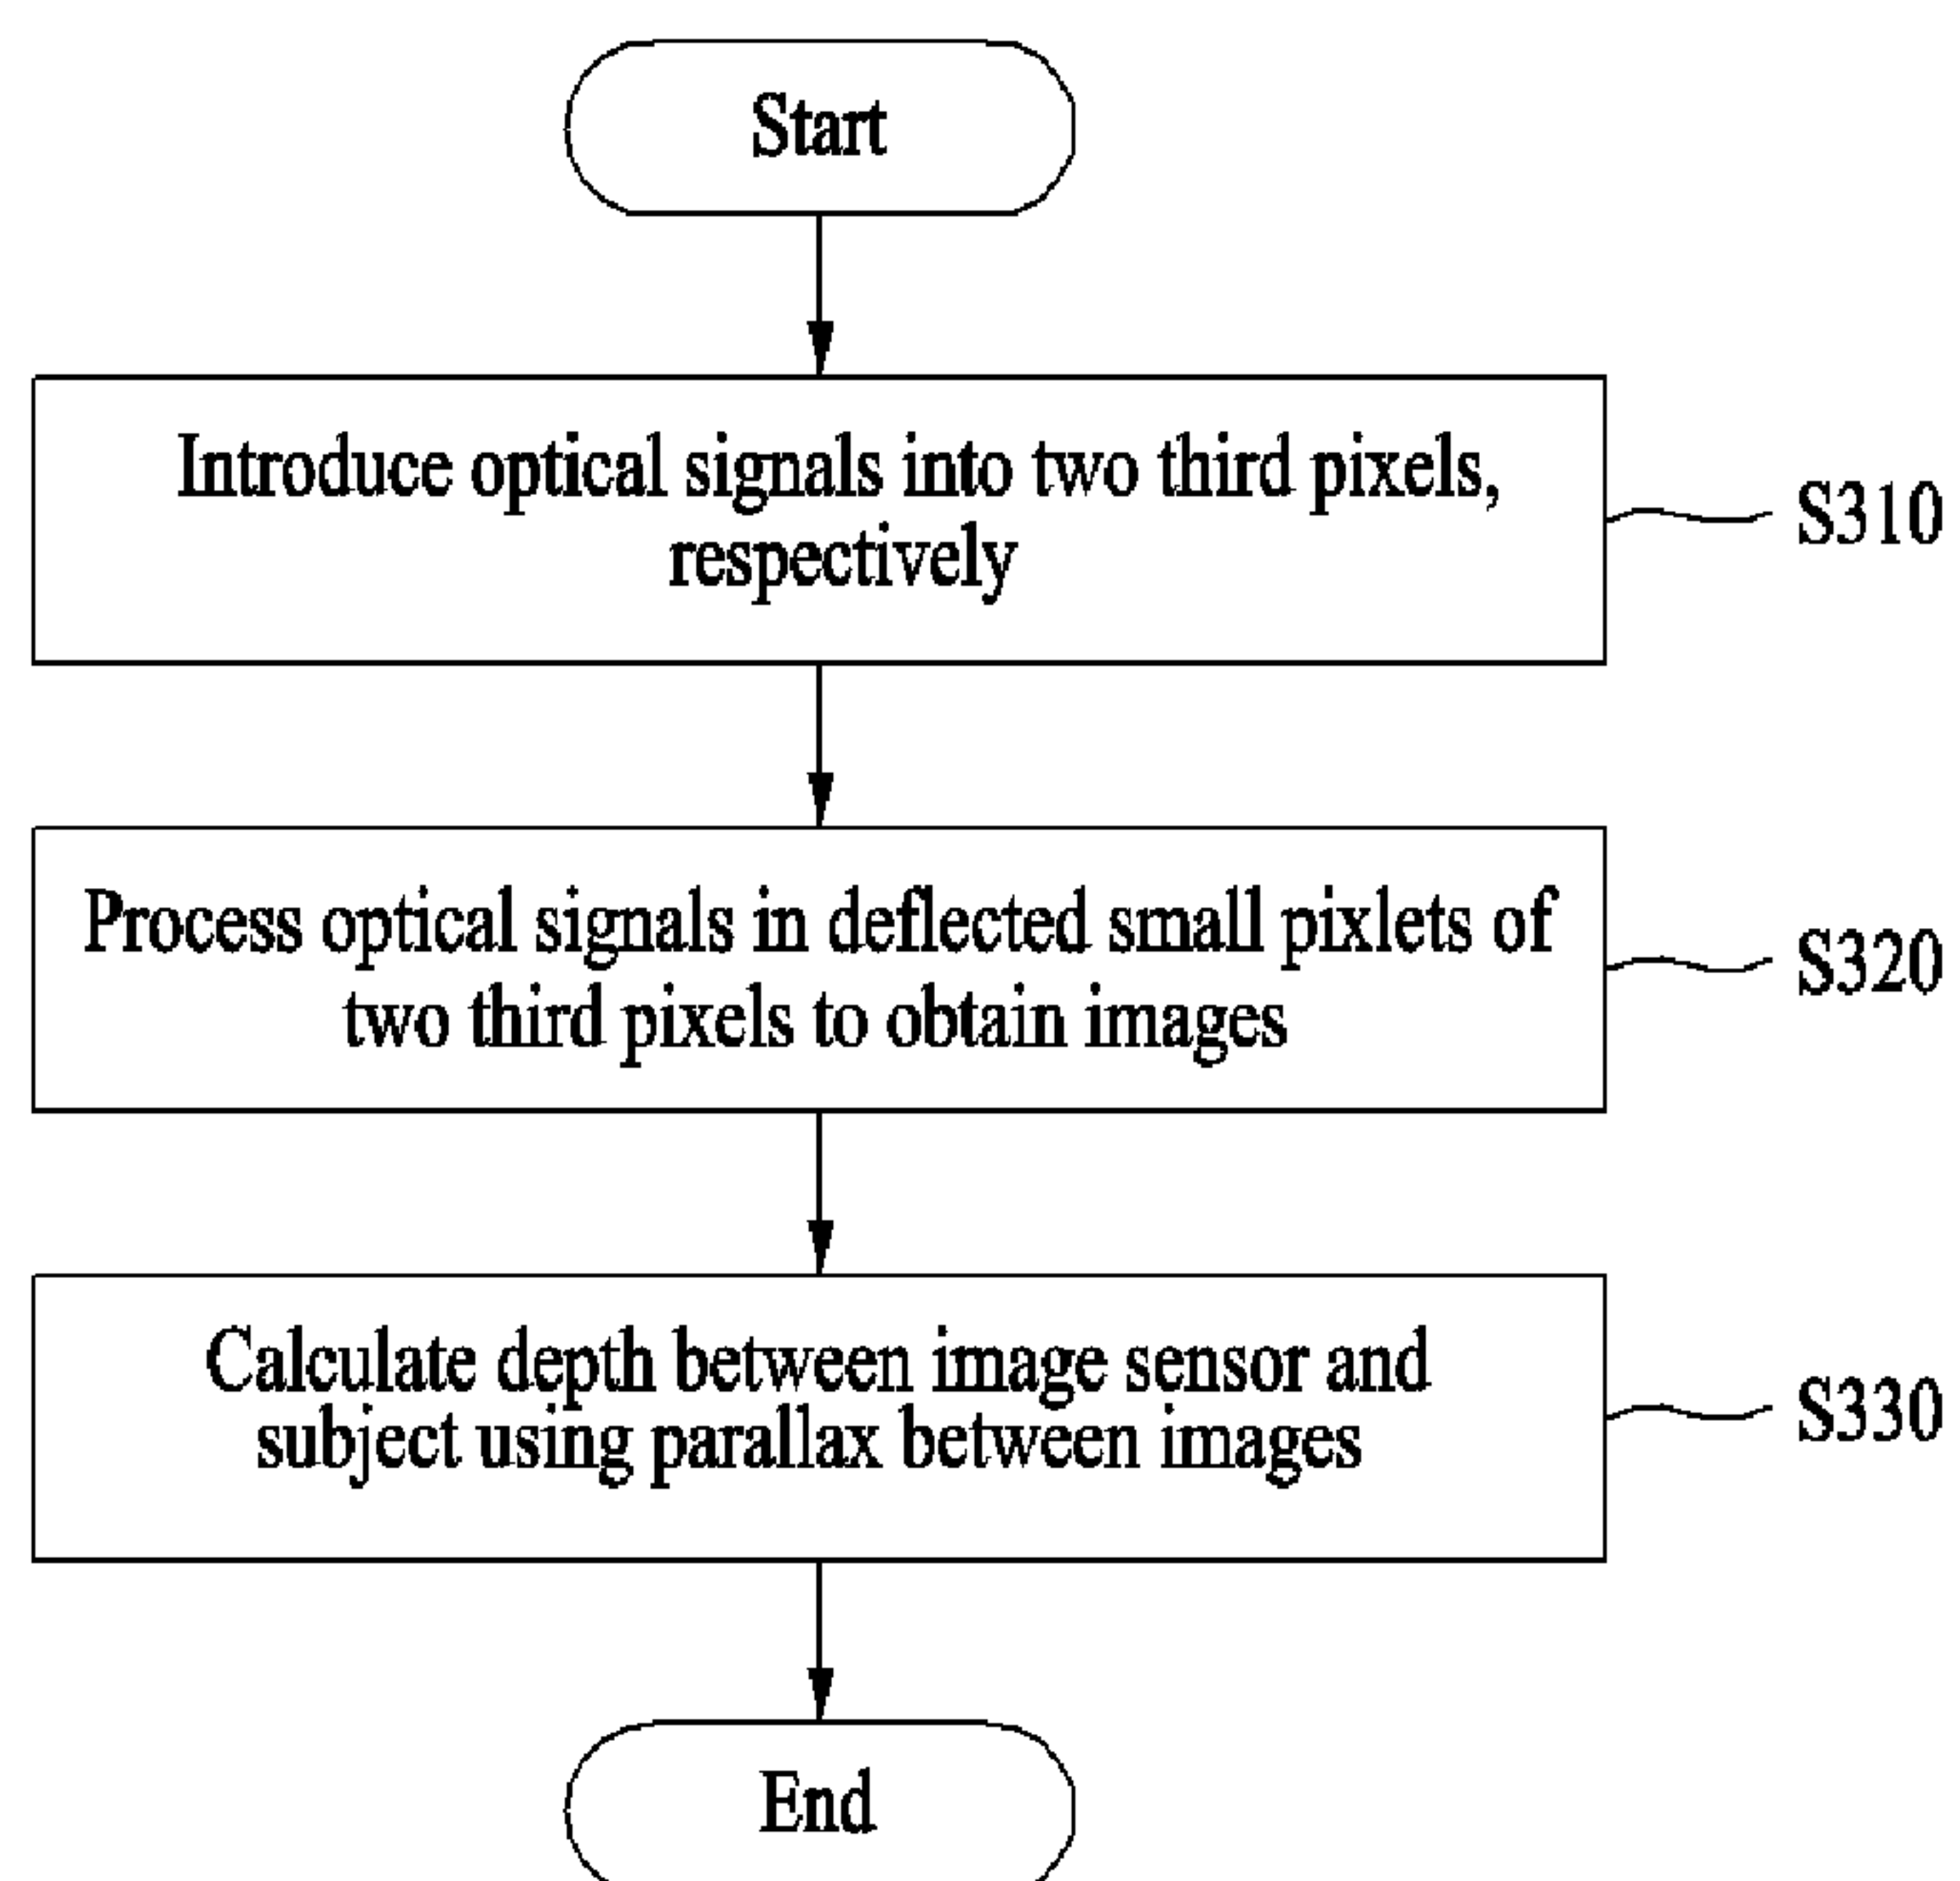 Start
Introduce optical signals into two third pixels,
respectively
S310
Process optical signals in deflected small pixlets of
two third pixels to obtain images
S320
Calculate depth between image sensor and
subject using parallax between images
S330
End